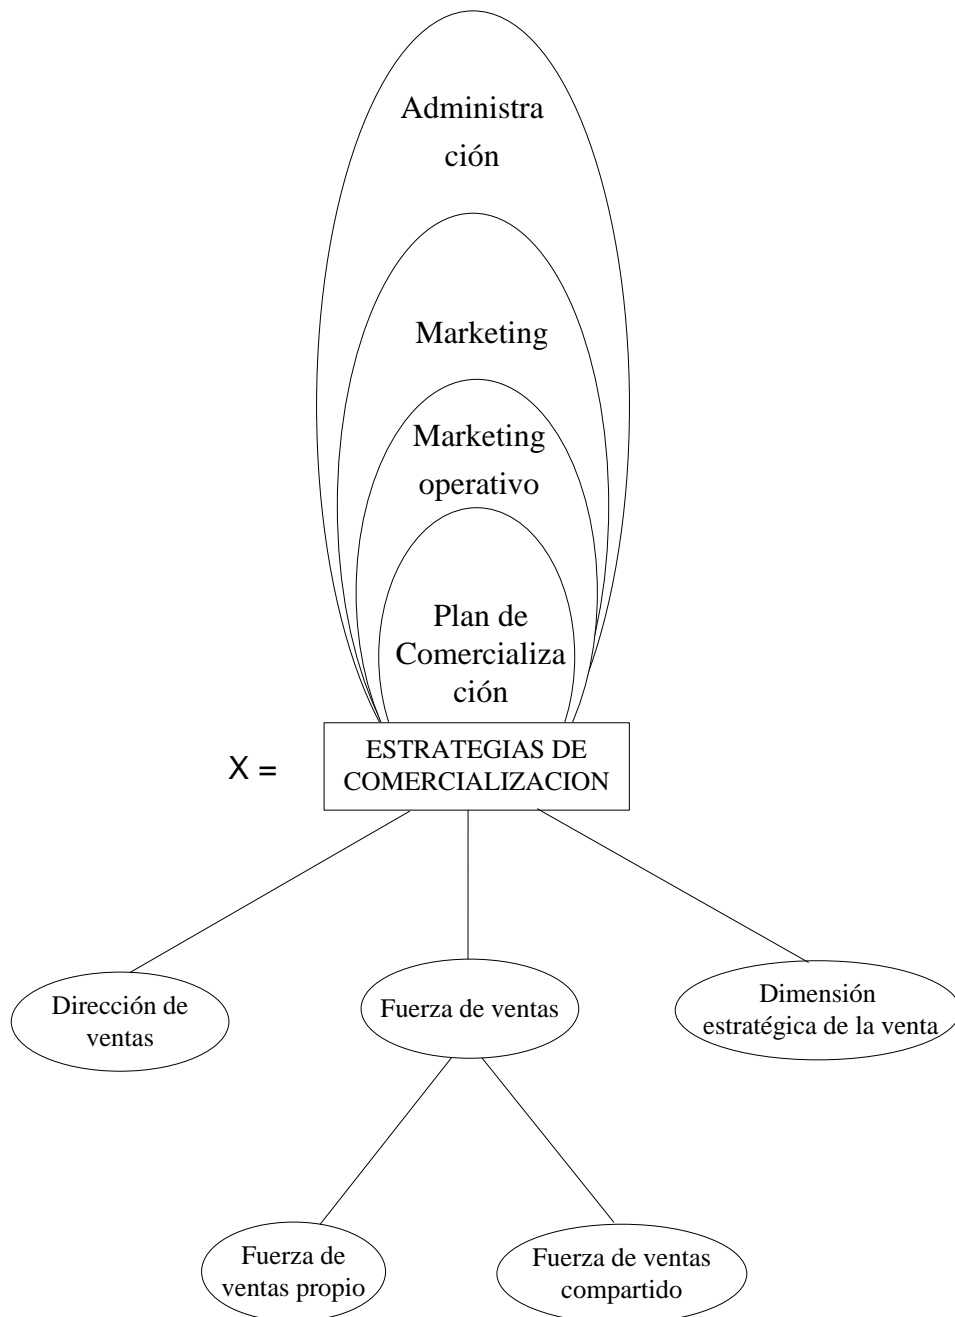 Administra
ción
Marketing
Marketing
operativo
Plan de
Comercializa
ción
X =
ESTRATEGIAS DE
COMERCIALIZACION
Dirección de
ventas
Fuerza de ventas
Dimensión
estratégica de la venta
Fuerza de
ventas propio
Fuerza de ventas
compartido